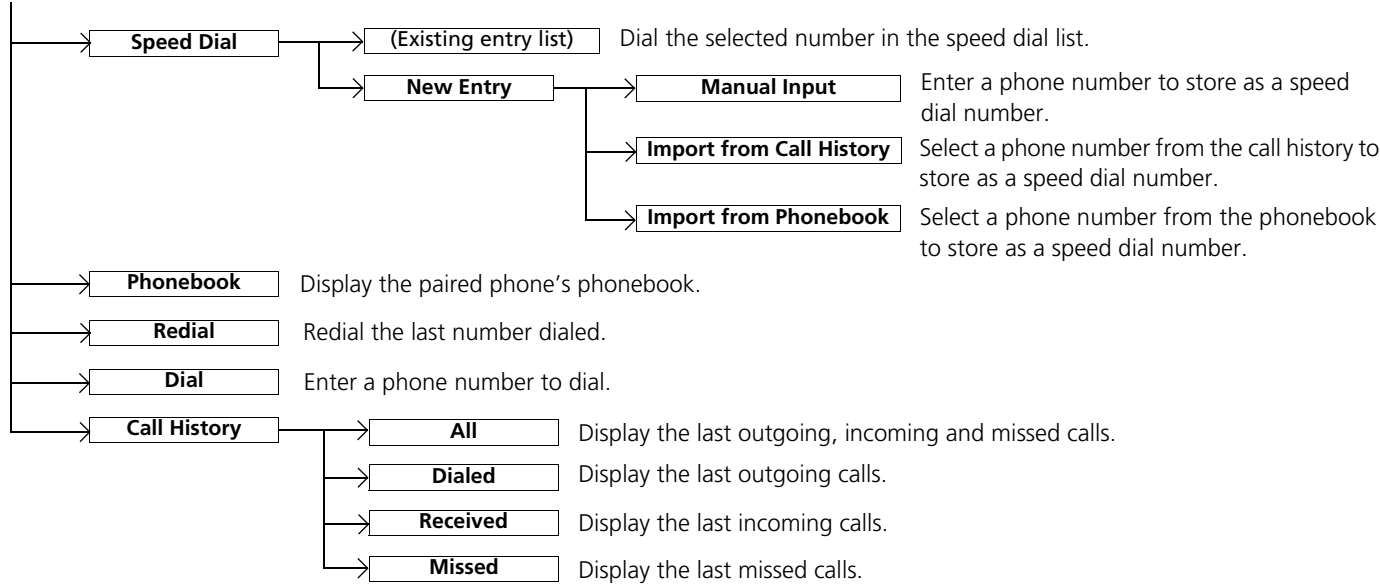 Speed Dial (Existing entry list) Dial the selected number in the speed dial list.
New Entry Manual Input Enter a phone number to store as a speed
dial number.
Import from Call History Select a phone number from the call history to
store as a speed dial number.
Import from Phonebook Select a phone number from the phonebook
to store as a speed dial number.
Phonebook Display the paired phone’s phonebook.
Redial Redial the last number dialed.
Dial Enter a phone number to dial.
Call History All Display the last outgoing, incoming and missed calls.
Dialed Display the last outgoing calls.
Received Display the last incoming calls.
Missed Display the last missed calls.